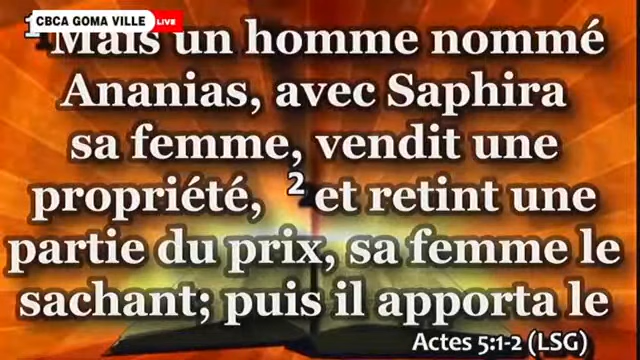 CBCA GOMA VILLE LIVE
1 Mais un homme nommé
Ananias, avec Saphira
sa femme, vendit une
propriété, 2 et retint une
partie du prix, sa femme le
sachant; puis il apporta le
Actes 5:1-2 (LSG)